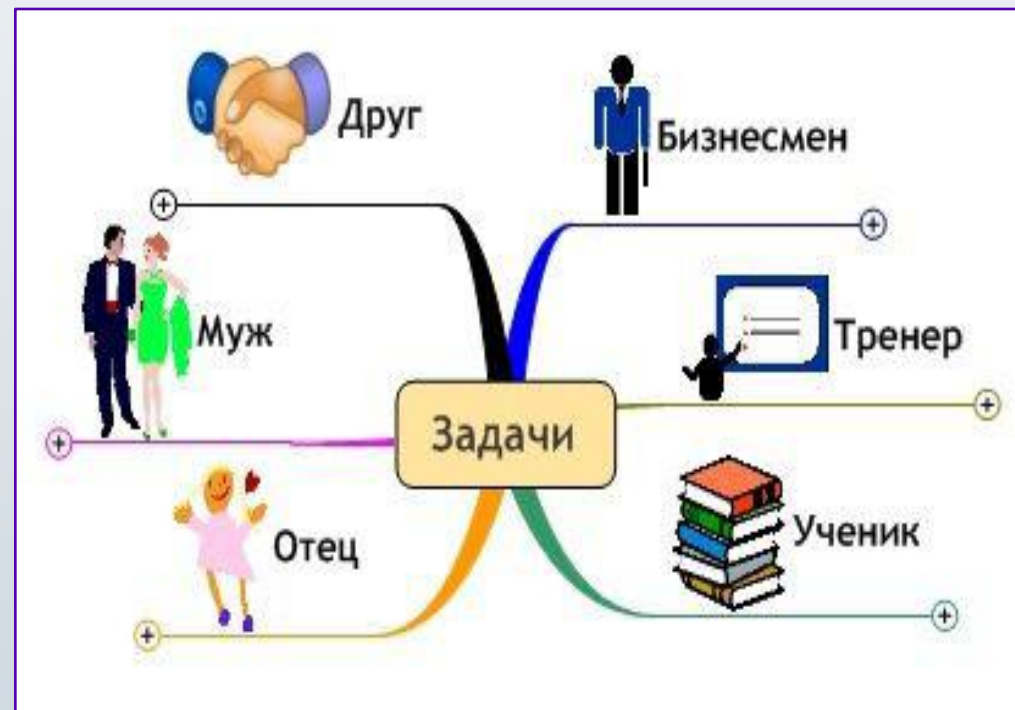 Друг
Бизнесмен
Муж
Тренер
Задачи
Отец
Ученик